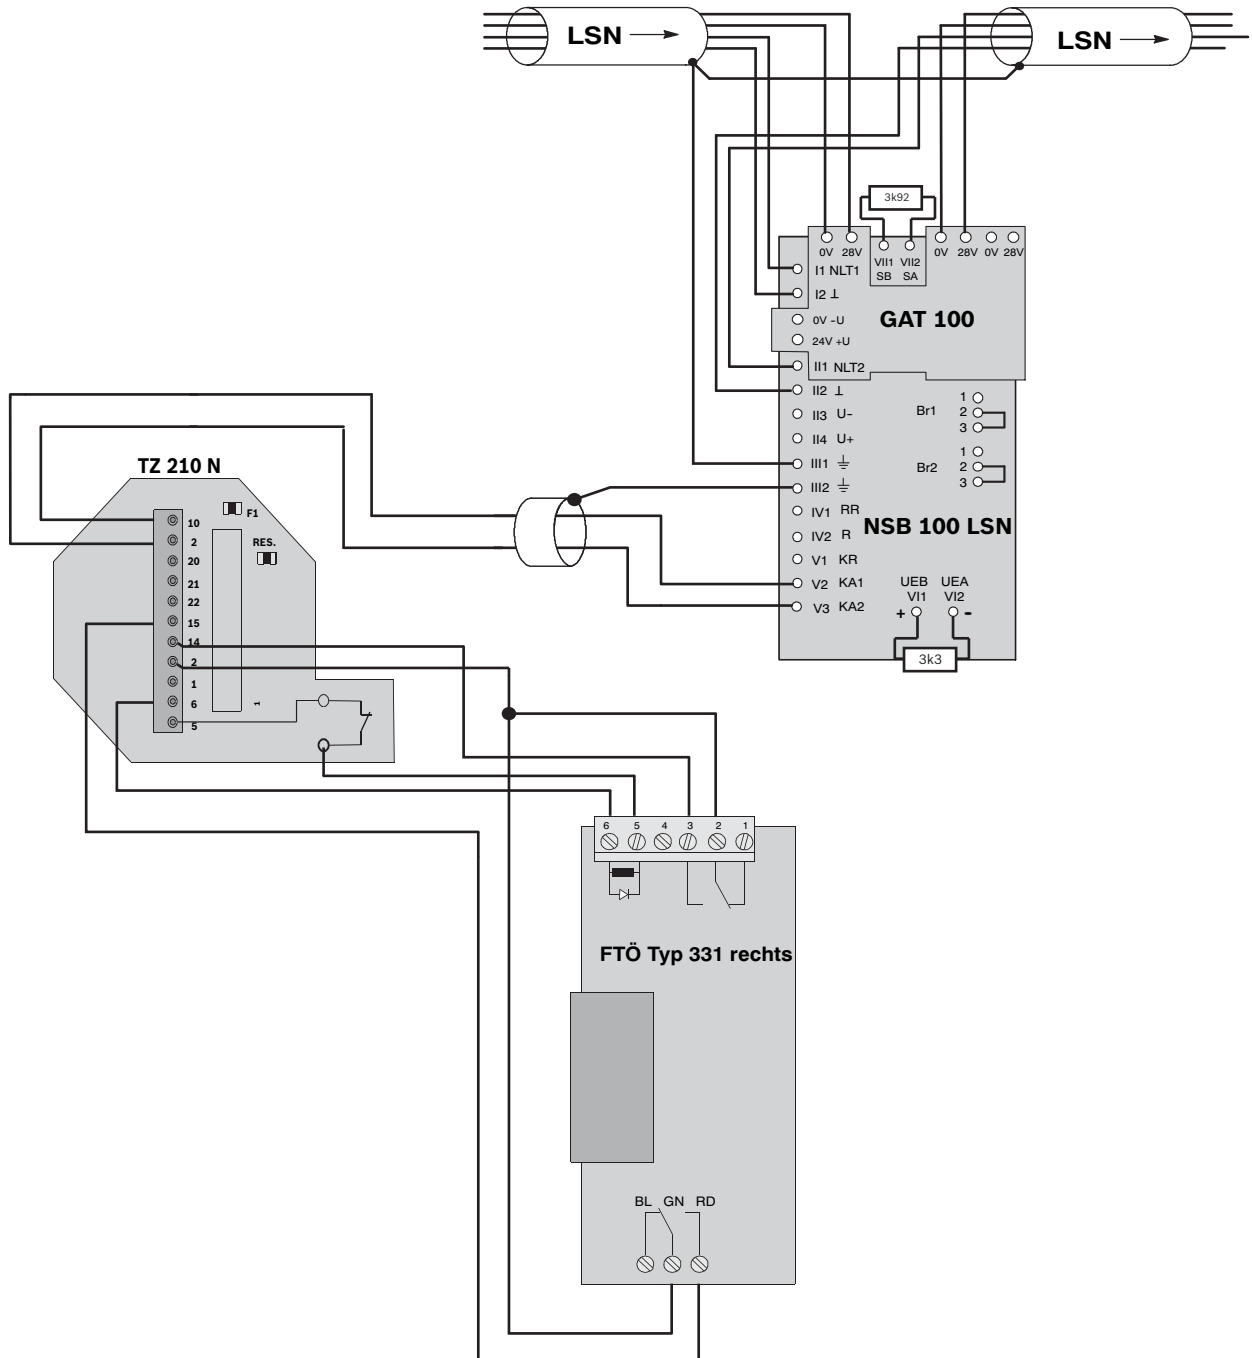 LSN
LSN
3k92
0V 28V
VII1 VII2
SB SA
0V 28V 0V 28V
I1 NLT1
I2 ⊥
GAT 100
0V -U
24V +U
II1 NLT2
II2 ⊥
II3 U-
II4 U+
III1 ⏚
III2 ⏚
IV1 RR
IV2 R
V1 KR
V2 KA1
V3 KA2
Br1
1
2
3
Br2
1
2
3
NSB 100 LSN
UEB UEA
VI1 VI2
+ -
3k3
TZ 210 N
F1
RES.
10
2
20
21
22
15
14
2
1
6
5
1
6 5 4 3 2 1
FTÖ Typ 331 rechts
BL GN RD